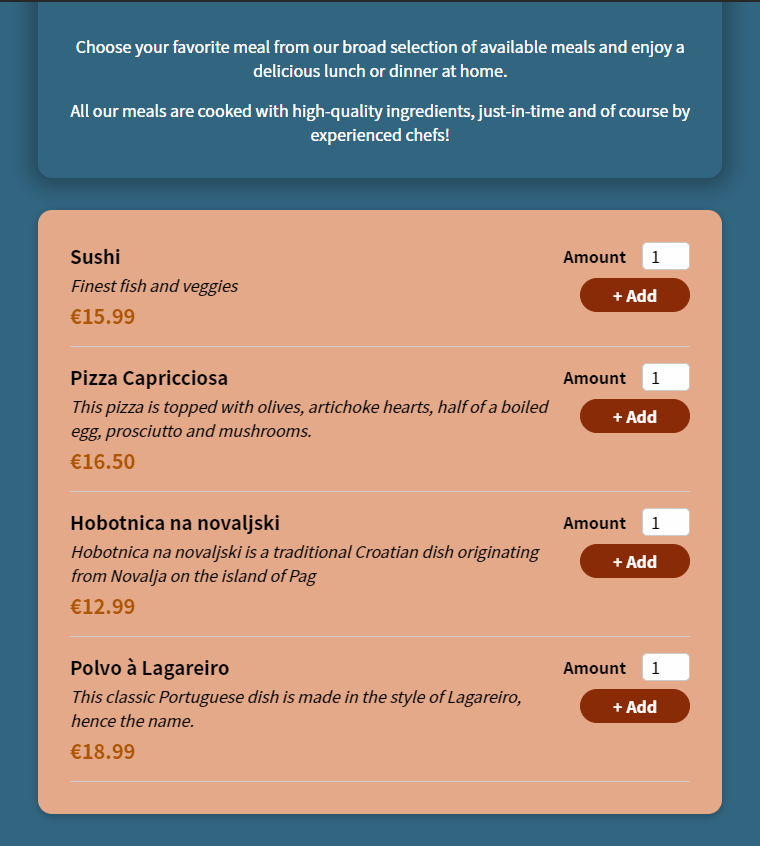 Choose your favorite meal from our broad selection of available meals and enjoy a
delicious lunch or dinner at home.
All our meals are cooked with high-quality ingredients, just-in-time and of course by
experienced chefs!
Sushi
Amount 1
Finest fish and veggies
+ Add
€15.99
Pizza Capricciosa
Amount 1
This pizza is topped with olives, artichoke hearts, half of a boiled
egg, prosciutto and mushrooms.
+ Add
€16.50
Hobotnica na novaljski
Amount 1
Hobotnica na novaljski is a traditional Croatian dish originating
from Novalja on the island of Pag
+ Add
€12.99
Polvo à Lagareiro
Amount 1
This classic Portuguese dish is made in the style of Lagareiro,
hence the name.
+ Add
€18.99